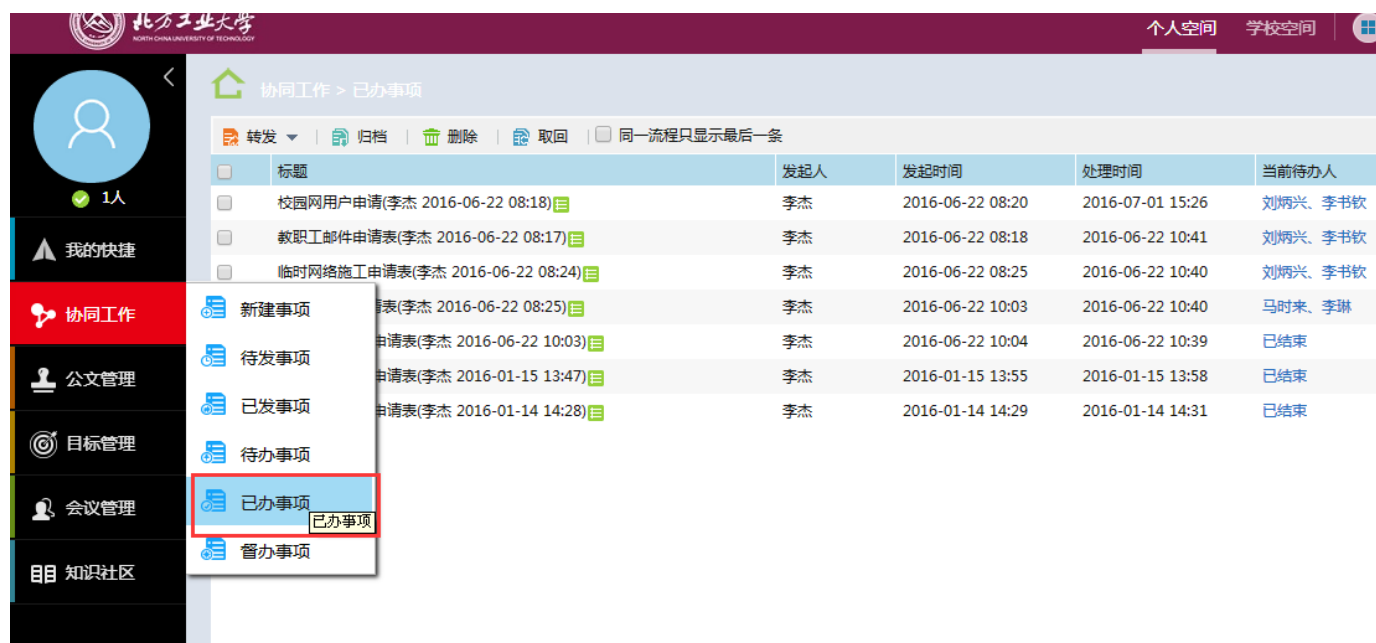 北方工业大学
NORTH CHINA UNIVERSITY OF TECHNOLOGY
个人空间 学校空间
协同工作 > 已办事项
转发 归档 删除 取回 同一流程只显示最后一条
标题 发起人 发起时间 处理时间 当前待办人
1人
校园网用户申请(李杰 2016-06-22 08:18) 李杰 2016-06-22 08:20 2016-07-01 15:26 刘炳兴、李书钦
教职工邮件申请表(李杰 2016-06-22 08:17) 李杰 2016-06-22 08:18 2016-06-22 10:41 刘炳兴、李书钦
临时网络施工申请表(李杰 2016-06-22 08:24) 李杰 2016-06-22 08:25 2016-06-22 10:40 刘炳兴、李书钦
请表(李杰 2016-06-22 08:25) 李杰 2016-06-22 10:03 2016-06-22 10:40 马时来、李琳
申请表(李杰 2016-06-22 10:03) 李杰 2016-06-22 10:04 2016-06-22 10:39 已结束
申请表(李杰 2016-01-15 13:47) 李杰 2016-01-15 13:55 2016-01-15 13:58 已结束
申请表(李杰 2016-01-14 14:28) 李杰 2016-01-14 14:29 2016-01-14 14:31 已结束
我的快捷
协同工作
公文管理
目标管理
会议管理
知识社区
新建事项
待发事项
已发事项
待办事项
已办事项
已办事项
督办事项